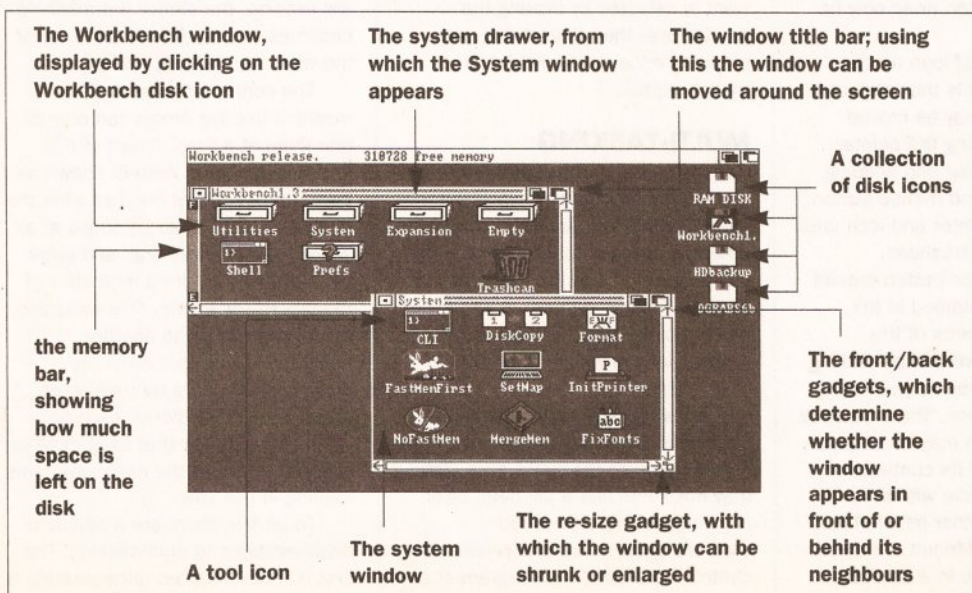 The Workbench window,
displayed by clicking on the
Workbench disk icon
The system drawer, from
which the System window
appears
The window title bar; using
this the window can be
moved around the screen
A collection
of disk icons
Workbench release. 310728 free memory
Workbench1.3
Utilities System Expansion Empty
Shell Prefs
Trashcan
RAM DISK
Workbench1.
HDbackup
System
CLI DiskCopy Format
FastMemFirst SetMap InitPrinter
NoFastMem MergeMem FixFonts
the memory
bar,
showing
how much
space is
left on the
disk
A tool icon
The system
window
The re-size gadget, with
which the window can be
shrunk or enlarged
The front/back
gadgets, which
determine
whether the
window
appears in
front of or
behind its
neighbours